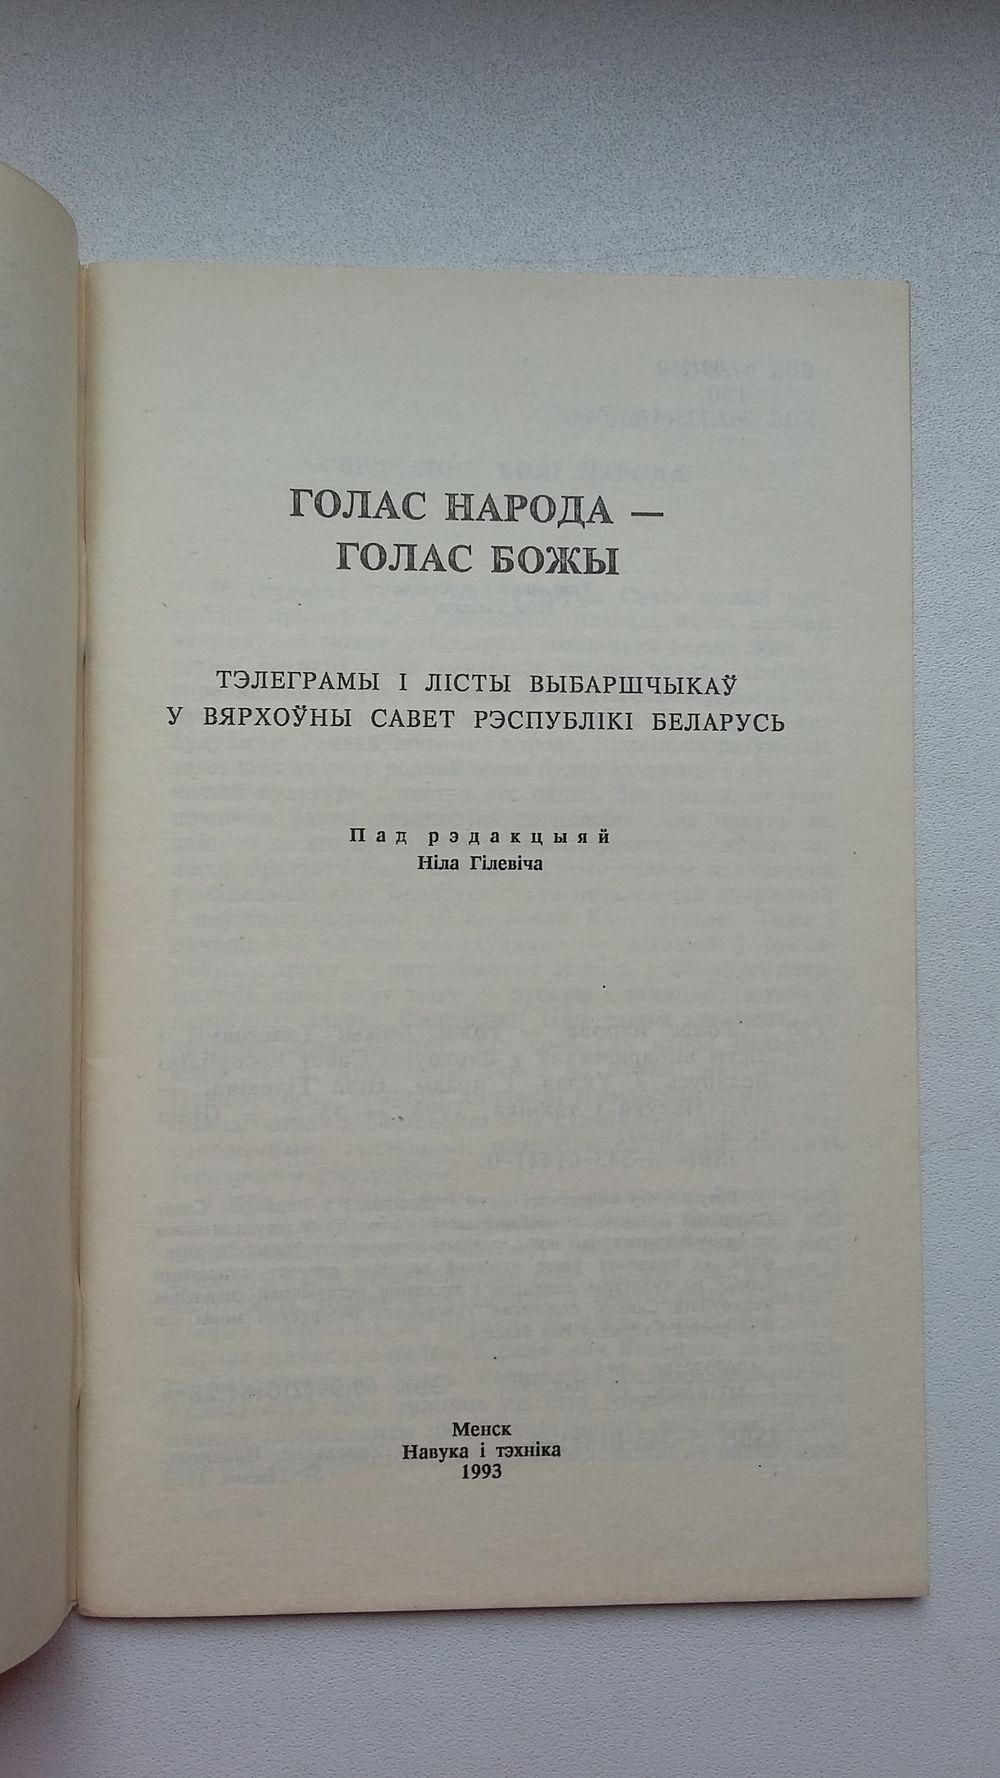 ГОЛАС НАРОДА —
ГОЛАС БОЖЫ
ТЭЛЕГРАМЫ І ЛІСТЫ ВЫБАРШЧЫКАЎ
У ВЯРХОЎНЫ САВЕТ РЭСПУБЛІКІ БЕЛАРУСЬ
Пад рэдакцыяй
Ніла Гілевіча
Менск
Навука і тэхніка
1993